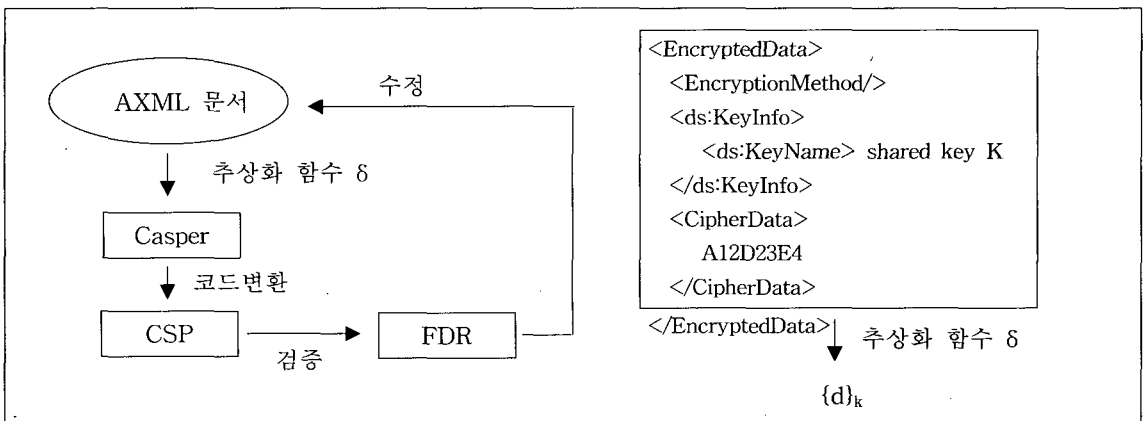 수정
AXML 문서
추상화 함수 δ
Casper
코드변환
CSP
FDR
검증
<EncryptedData>
<EncryptionMethod/>
<ds:KeyInfo>
<ds:KeyName> shared key K
</ds:KeyInfo>
<CipherData>
A12D23E4
</CipherData>
</EncryptedData>
추상화 함수 δ
{d}k